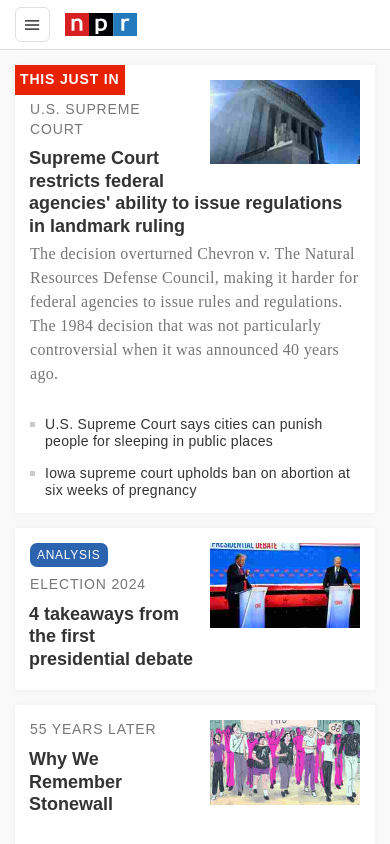 npr
THIS JUST IN
U.S. SUPREME
COURT
Supreme Court
restricts federal
agencies' ability to issue regulations
in landmark ruling
The decision overturned Chevron v. The Natural
Resources Defense Council, making it harder for
federal agencies to issue rules and regulations.
The 1984 decision that was not particularly
controversial when it was announced 40 years
ago.
U.S. Supreme Court says cities can punish
people for sleeping in public places
Iowa supreme court upholds ban on abortion at
six weeks of pregnancy
ANALYSIS
PRESIDENTIAL DEBATE
ELECTION 2024
4 takeaways from
the first
presidential debate
55 YEARS LATER
Why We
Remember
Stonewall